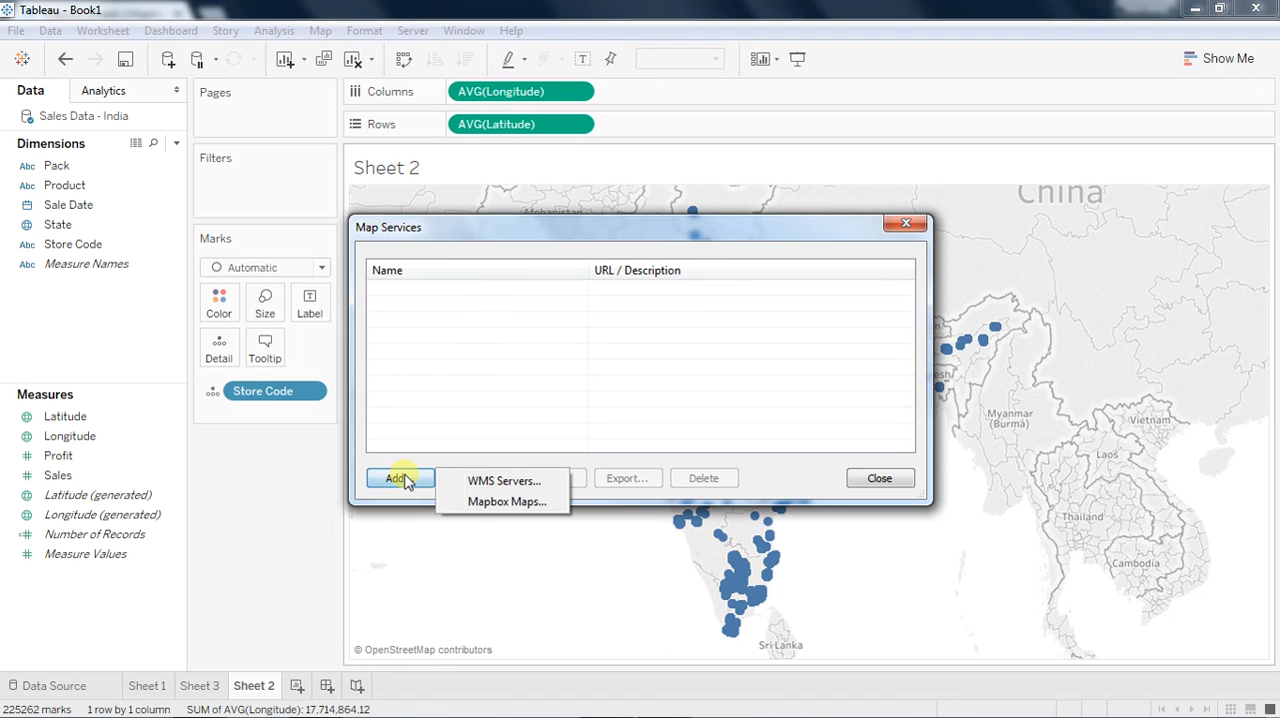 Tableau - Book1
File Data Worksheet Dashboard Story Analysis Map Format Server Window Help
Show Me
Data Analytics
Sales Data - India
Dimensions
Abc Pack
Abc Product
Sale Date
State
Abc Store Code
Abc Measure Names
Measures
Latitude
Longitude
Profit
Sales
Latitude (generated)
Longitude (generated)
Number of Records
Measure Values
Pages
Filters
Marks
Automatic
Color Size Label
Detail Tooltip
Store Code
Columns AVG(Longitude)
Rows AVG(Latitude)
Sheet 2
China
Afghanistan
Map Services
Name URL / Description
Add
WMS Servers...
Mapbox Maps...
Export... Delete Close
Myanmar
(Burma)
Vietnam
Laos
Thailand
Cambodia
Sri Lanka
© OpenStreetMap contributors
Data Source Sheet 1 Sheet 3 Sheet 2
225262 marks 1 row by 1 column SUM of AVG(Longitude): 17,714,864.12